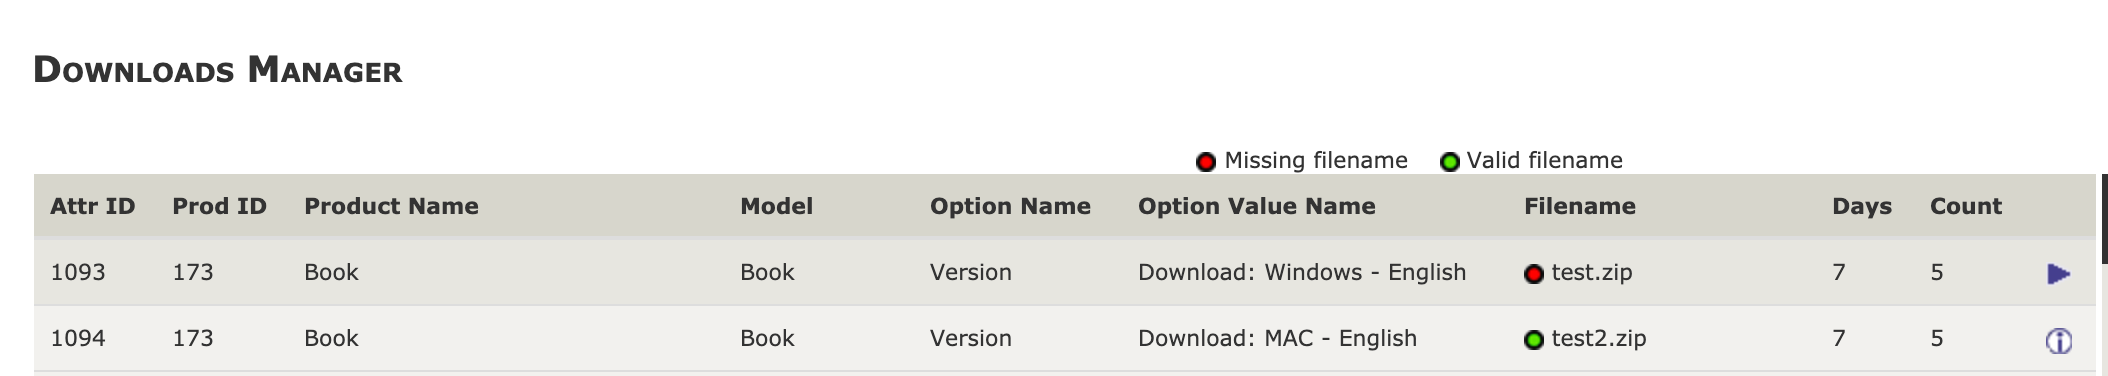 Downloads Manager
Missing filename Valid filename
Attr ID Prod ID Product Name Model Option Name Option Value Name Filename Days Count
1093 173 Book Book Version Download: Windows - English test.zip 7 5
1094 173 Book Book Version Download: MAC - English test2.zip 7 5